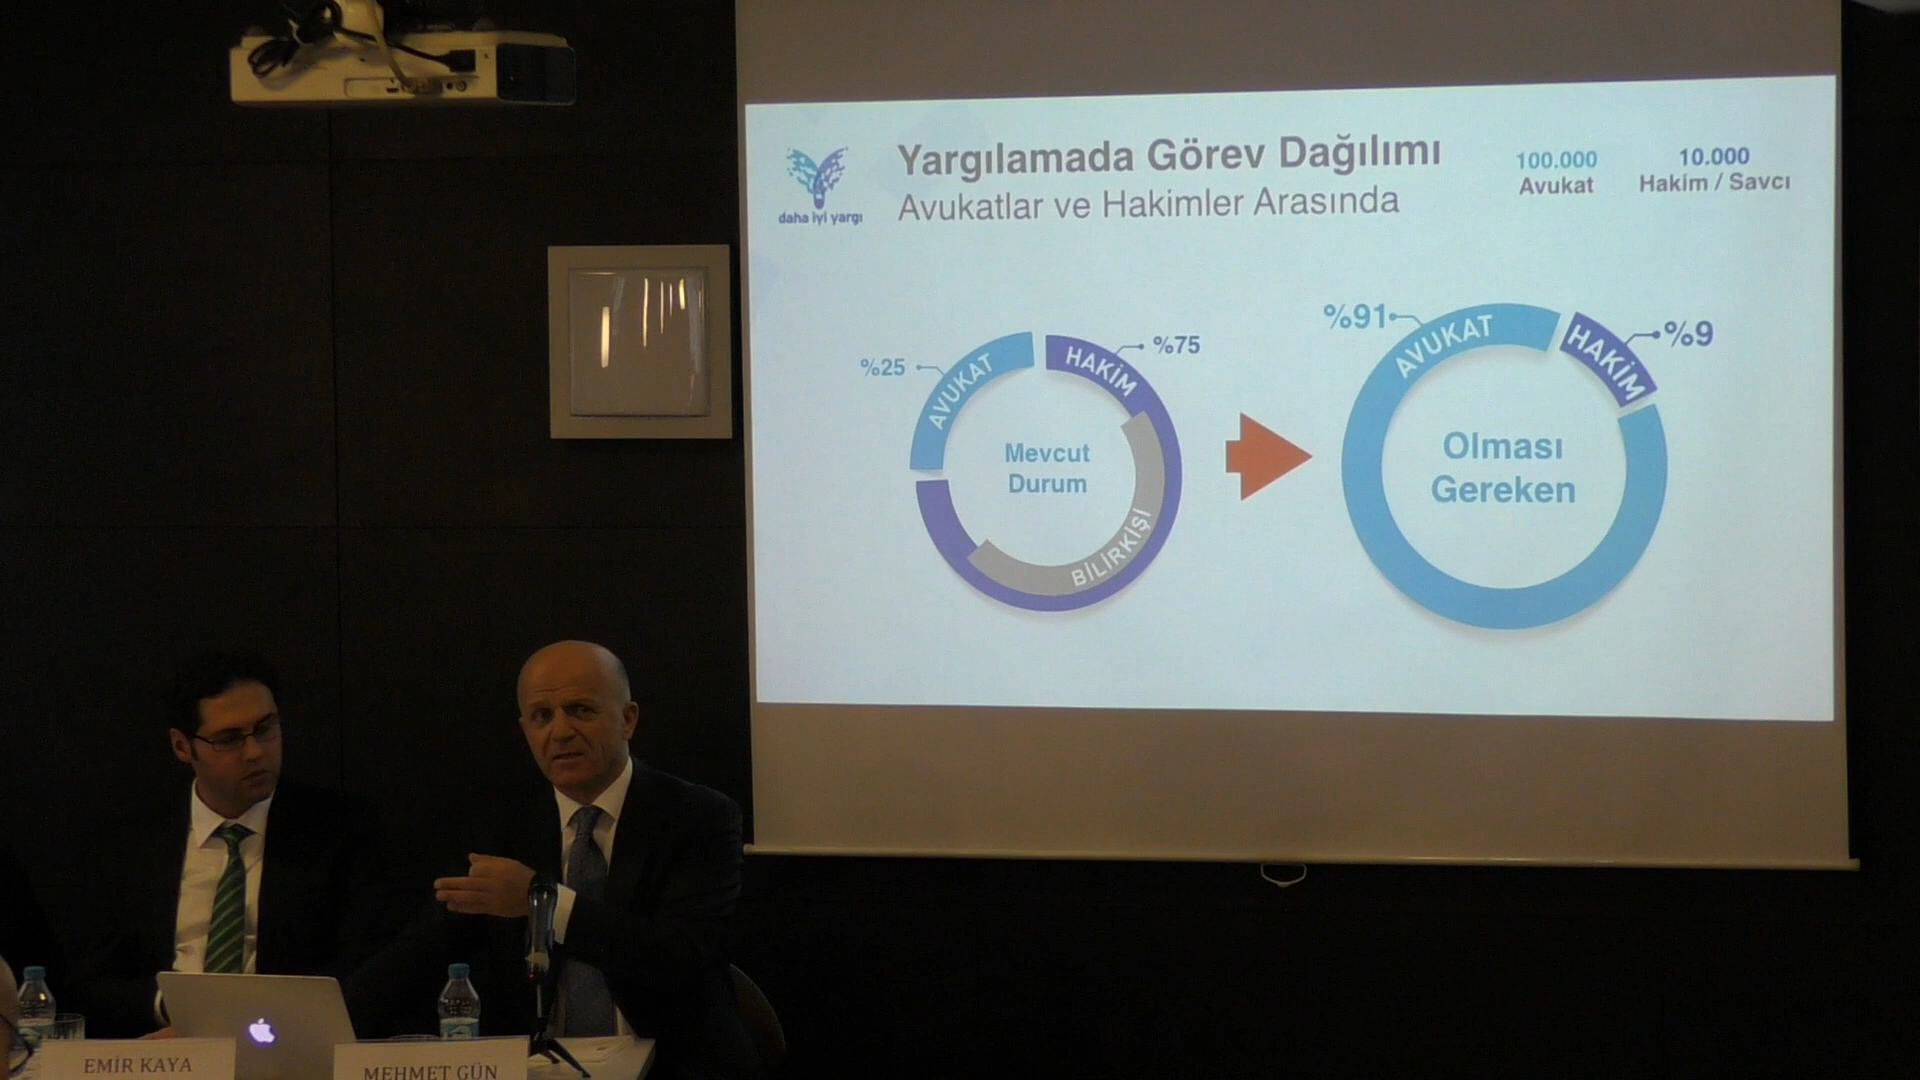 Yargılamada Görev Dağılımı
Avukatlar ve Hakimler Arasında
100.000
Avukat
10.000
Hakim / Savcı
daha iyi yargı
%25
AVUKAT
HAKİM
%75
Mevcut
Durum
BİLİRKİŞİ
%91
AVUKAT
HAKİM
%9
Olması
Gereken
EMİR KAYA
MEHMET GÜN